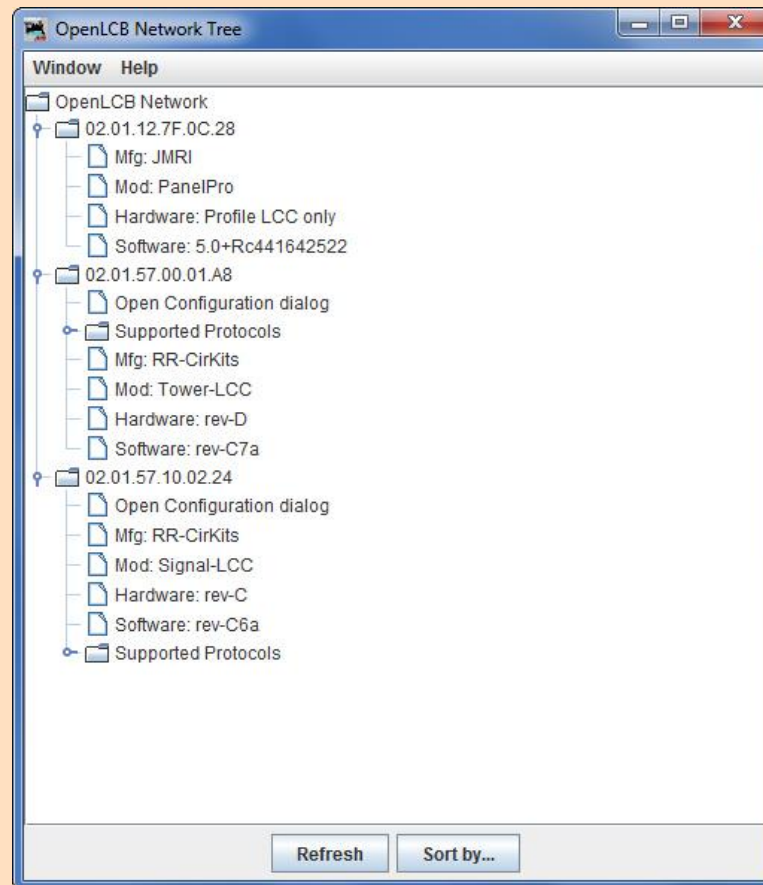 OpenLCB Network Tree
Window Help
OpenLCB Network
02.01.12.7F.0C.28
Mfg: JMRI
Mod: PanelPro
Hardware: Profile LCC only
Software: 5.0+Rc441642522
02.01.57.00.01.A8
Open Configuration dialog
Supported Protocols
Mfg: RR-CirKits
Mod: Tower-LCC
Hardware: rev-D
Software: rev-C7a
02.01.57.10.02.24
Open Configuration dialog
Mfg: RR-CirKits
Mod: Signal-LCC
Hardware: rev-C
Software: rev-C6a
Supported Protocols
Refresh Sort by...